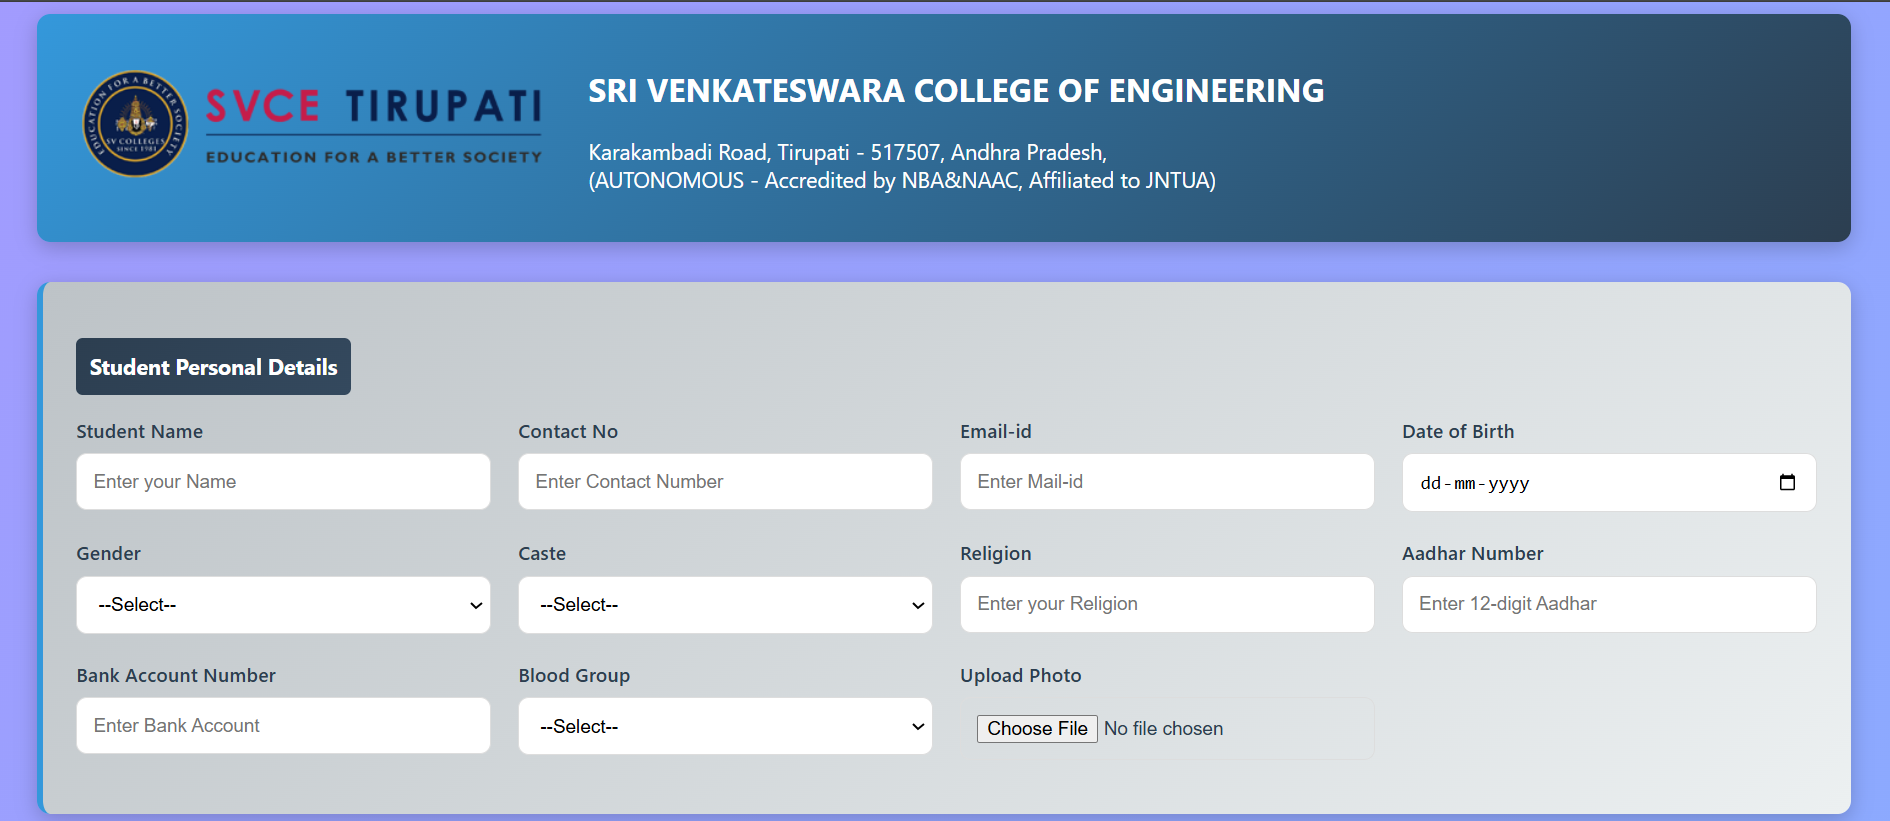 EDUCATION FOR A BETTER SOCIETY
SV COLLEGES
SINCE 1981
SVCE TIRUPATI
EDUCATION FOR A BETTER SOCIETY
SRI VENKATESWARA COLLEGE OF ENGINEERING
Karakambadi Road, Tirupati - 517507, Andhra Pradesh,
(AUTONOMOUS - Accredited by NBA&NAAC, Affiliated to JNTUA)
Student Personal Details
Student Name Contact No Email-id Date of Birth
Enter your Name Enter Contact Number Enter Mail-id dd-mm-yyyy
Gender Caste Religion Aadhar Number
--Select-- --Select-- Enter your Religion Enter 12-digit Aadhar
Bank Account Number Blood Group Upload Photo
Enter Bank Account --Select-- Choose File No file chosen